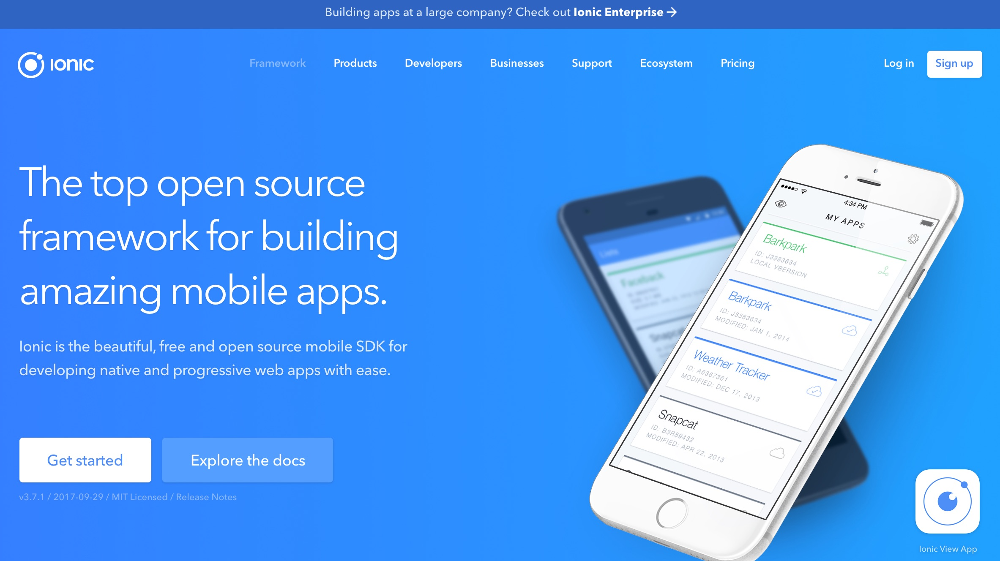 Building apps at a large company? Check out Ionic Enterprise →
IONIC
Framework
Products
Developers
Businesses
Support
Ecosystem
Pricing
Log in
Sign up
The top open source
framework for building
amazing mobile apps.
Ionic is the beautiful, free and open source mobile SDK for
developing native and progressive web apps with ease.
Get started
Explore the docs
v3.7.1 / 2017-09-29 / MIT Licensed / Release Notes
Lists
Faceback
4:34 PM
MY APPS
Barkpark
ID: J3383634
LOCAL VBERSION
Barkpark
ID: J3383634
MODIFIED: JAN 1, 2014
Weather Tracker
ID: A6367361
MODIFIED: DEC 17, 2013
Snapcat
ID: B3R89432
MODIFIED: APR 22, 2013
Ionic View App